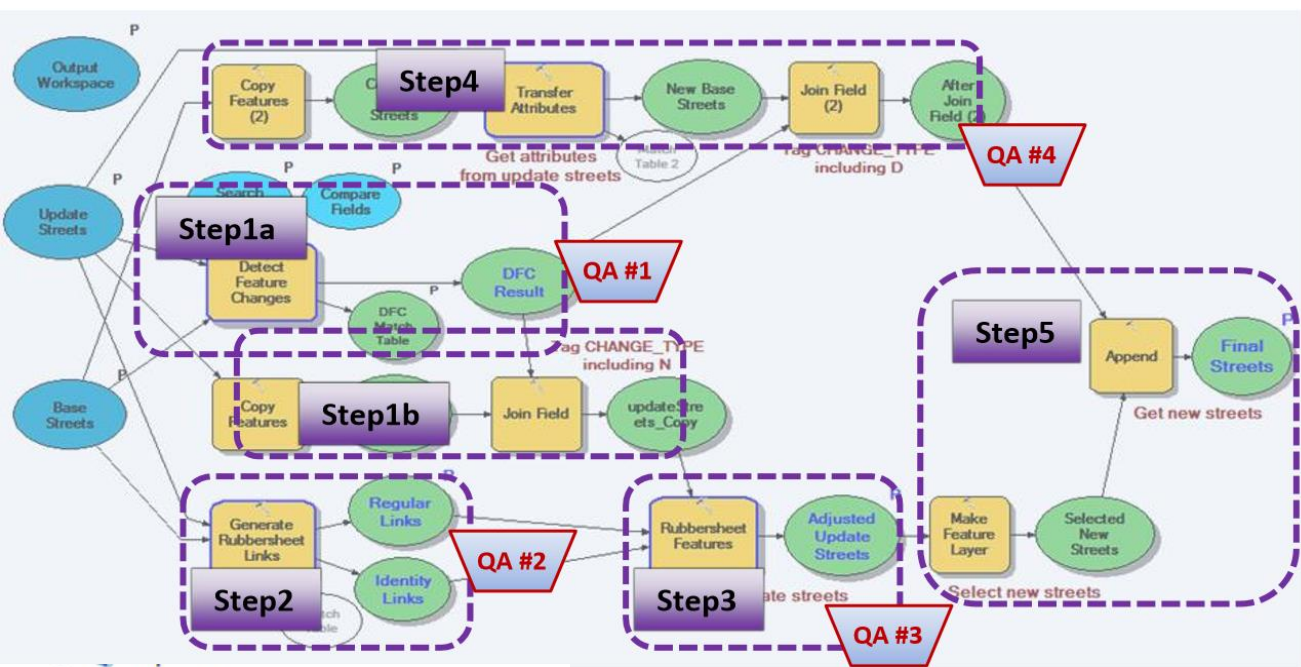 P
Output
Workspace
Copy
Features
(2)
Step4
Streets
Transfer
Attributes
New Base
Streets
Join Field
(2)
After
Join
Field (2)
Table 2
Get attributes
from update streets
Tag CHANGE_TYPE
including D
QA #4
P
Update
Streets
P
P
Search
Compare
Fields
Step1a
Detect
Feature
Changes
DFC
Result
QA #1
P
DFC
Match
Table
Tag CHANGE_TYPE
including N
P
Base
Streets
Copy
Features
Step1b
Join Field
updateStre
ets_Copy
Step5
Append
P
Final
Streets
Get new streets
P
Generate
Rubbersheet
Links
Regular
Links
Identity
Links
Step2
QA #2
Rubbersheet
Features
P
Adjusted
Update
Streets
Step3
streets
QA #3
Make
Feature
Layer
Selected
New
Streets
Select new streets